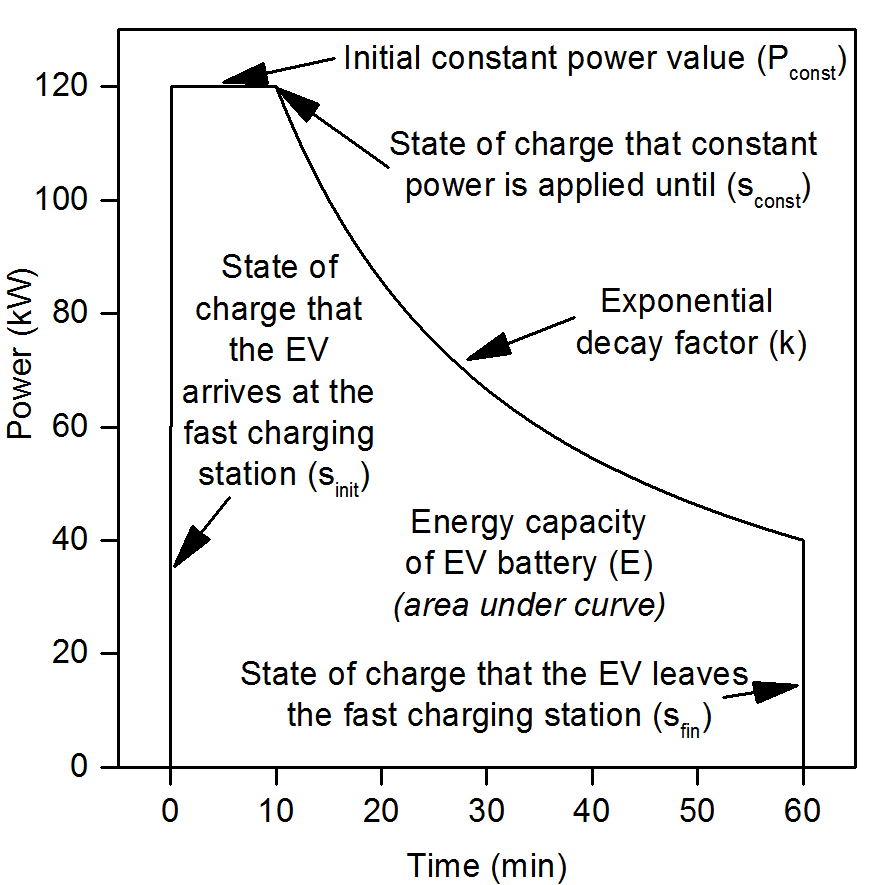 Initial constant power value (Pconst)
State of charge that constant
power is applied until (sconst)
State of
charge that
the EV
arrives at the
fast charging
station (sinit)
Exponential
decay factor (k)
Energy capacity
of EV battery (E)
(area under curve)
State of charge that the EV leaves
the fast charging station (sfin)
Power (kW)
120
100
80
60
40
20
0
0 10 20 30 40 50 60
Time (min)